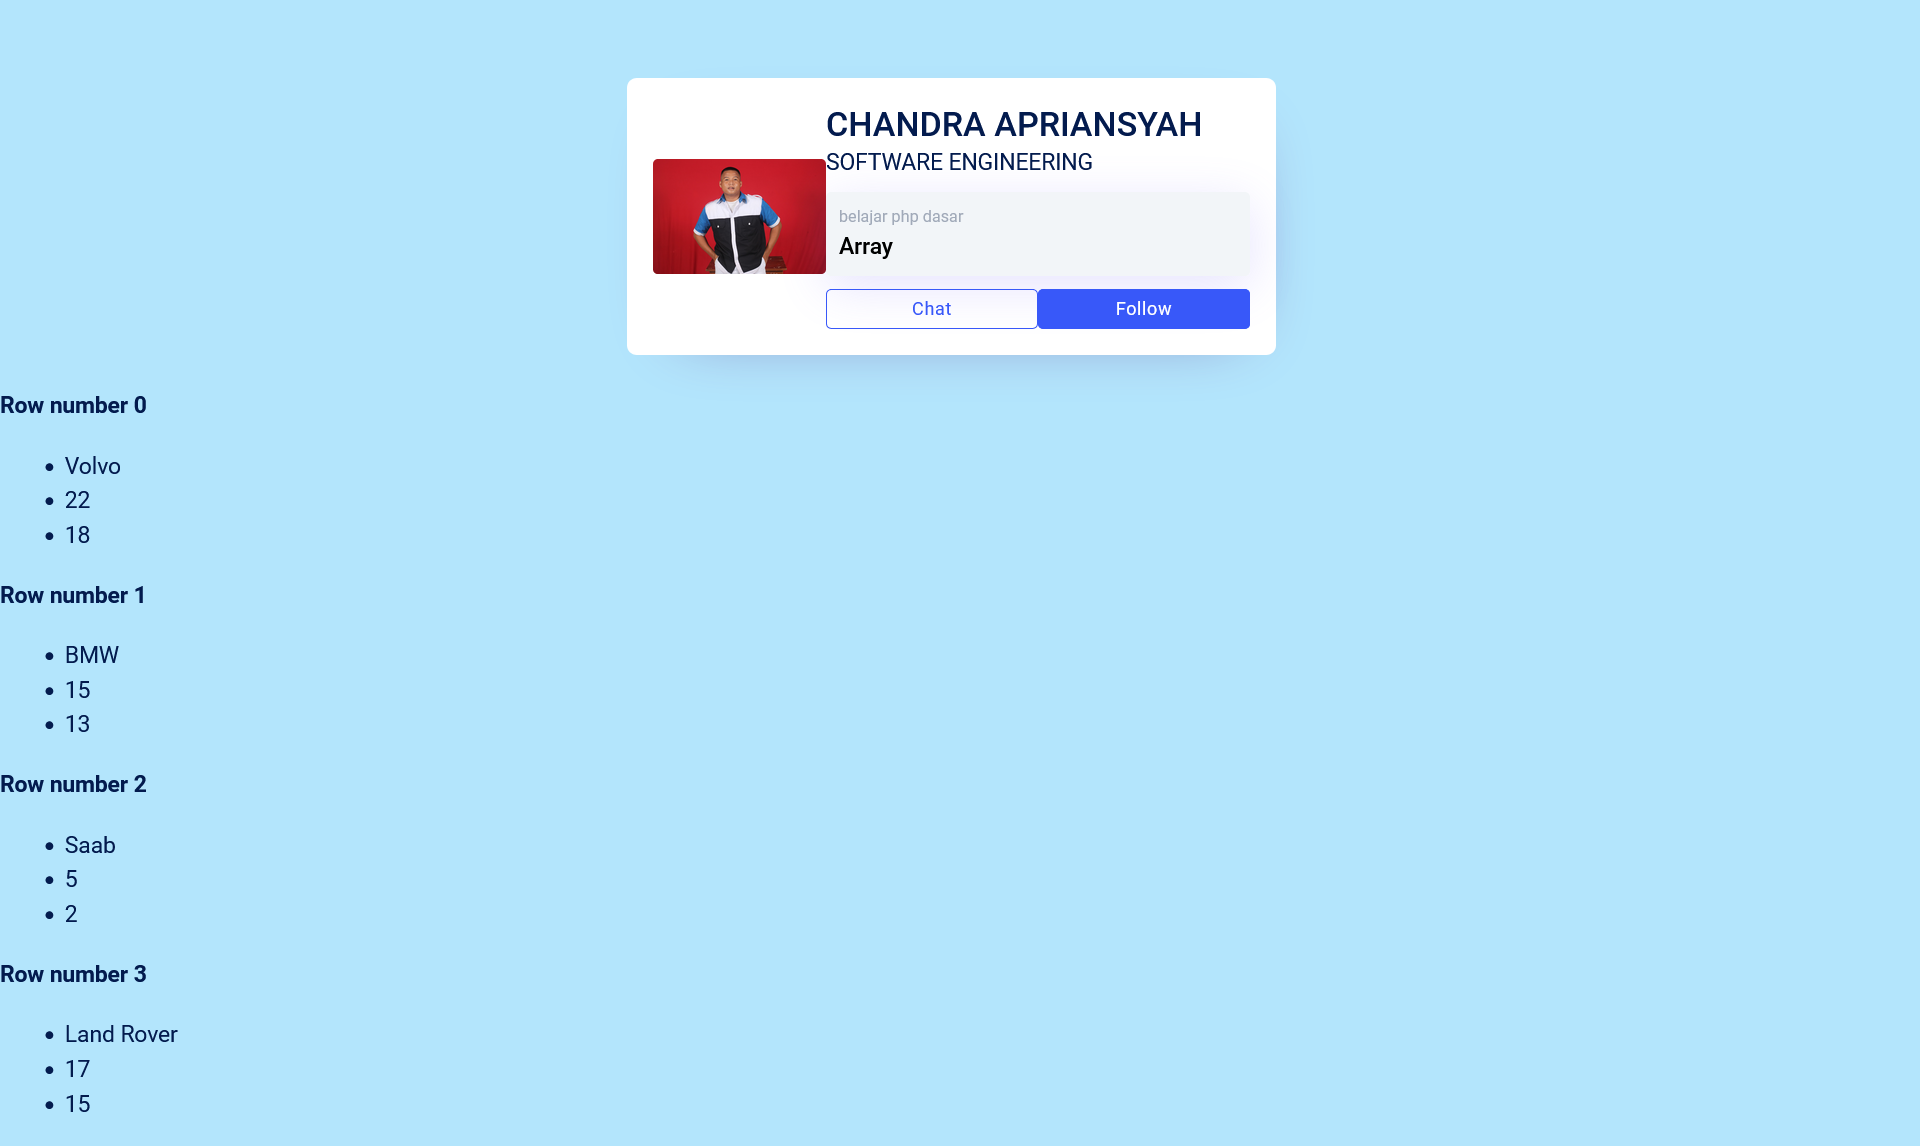 CHANDRA APRIANSYAH
SOFTWARE ENGINEERING
belajar php dasar
Array
Chat
Follow
Row number 0
Volvo
22
18
Row number 1
BMW
15
13
Row number 2
Saab
5
2
Row number 3
Land Rover
17
15